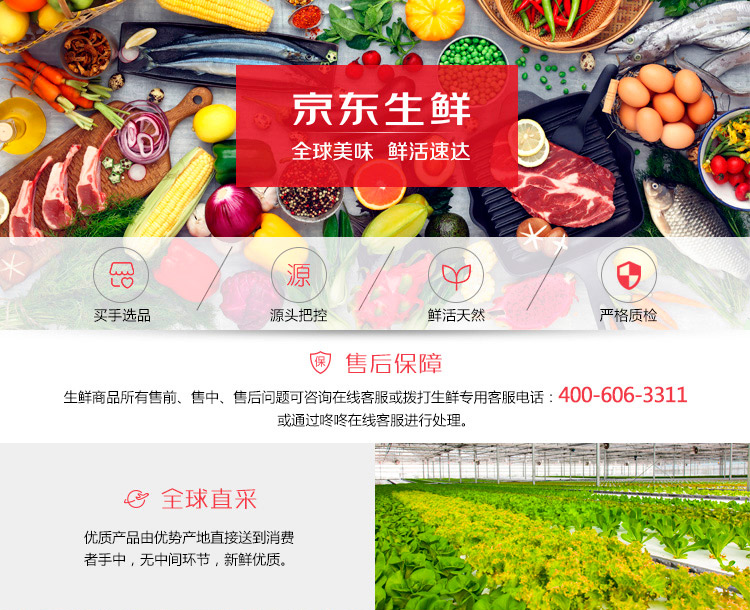 京东生鲜
全球美味 鲜活速达
源
买手选品
源头把控
鲜活天然
严格质检
保
售后保障
生鲜商品所有售前、售中、售后问题可咨询在线客服或拨打生鲜专用客服电话：400-606-3311
或通过咚咚在线客服进行处理。
全球直采
优质产品由优势产地直接送到消费
者手中，无中间环节，新鲜优质。